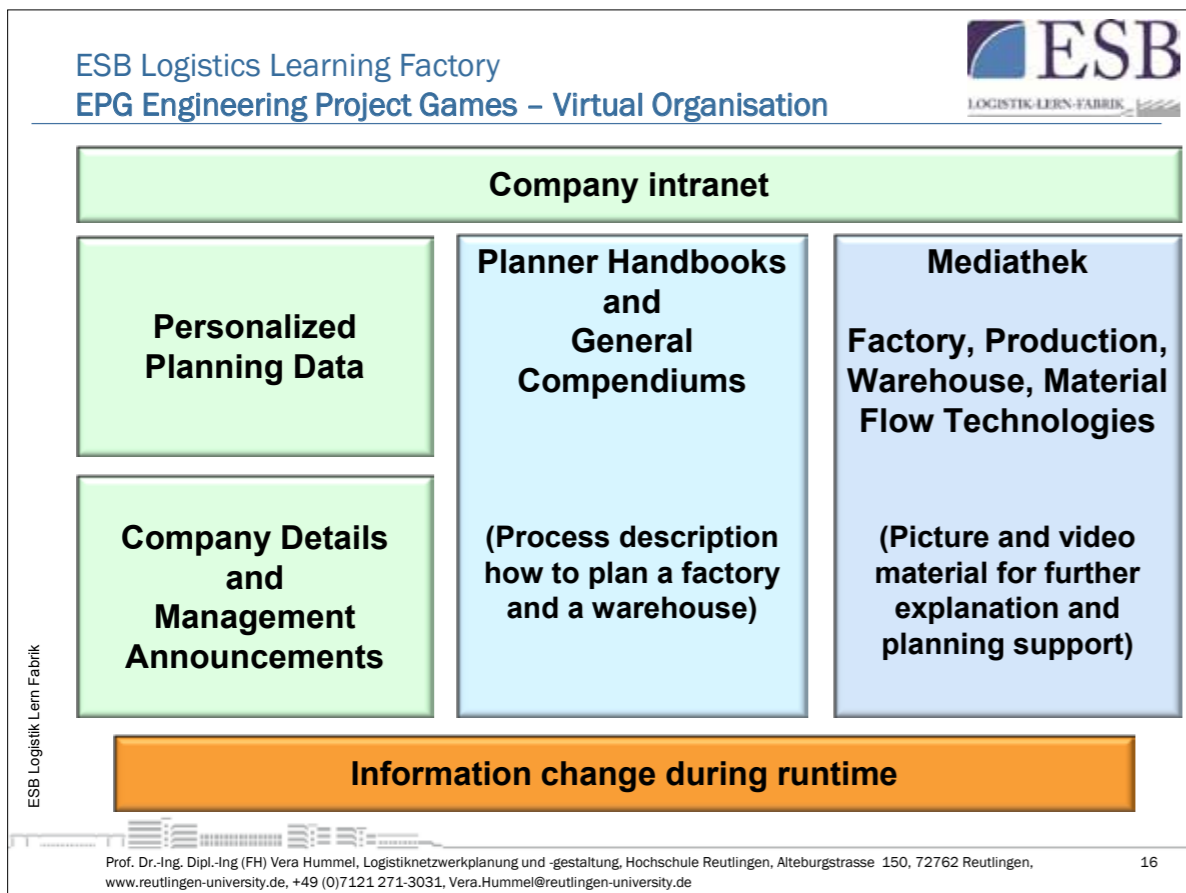 ESB Logistics Learning Factory
EPG Engineering Project Games – Virtual Organisation
ESB
LOGISTIK-LERN-FABRIK
Company intranet
Personalized
Planning Data
Company Details
and
Management
Announcements
Planner Handbooks
and
General
Compendiums
(Process description
how to plan a factory
and a warehouse)
Mediathek
Factory, Production,
Warehouse, Material
Flow Technologies
(Picture and video
material for further
explanation and
planning support)
Information change during runtime
ESB Logistik Lern Fabrik
Prof. Dr.-Ing. Dipl.-Ing (FH) Vera Hummel, Logistiknetzwerkplanung und -gestaltung, Hochschule Reutlingen, Alteburgstrasse 150, 72762 Reutlingen,
www.reutlingen-university.de, +49 (0)7121 271-3031, Vera.Hummel@reutlingen-university.de
16